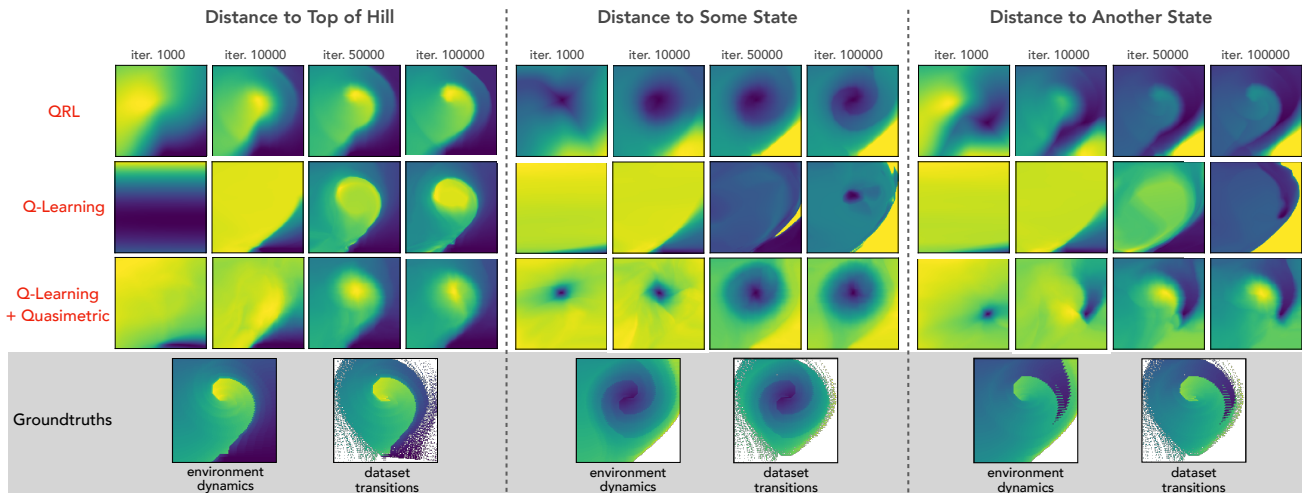 Distance to Top of Hill
Distance to Some State
Distance to Another State
iter. 1000 iter. 10000 iter. 50000 iter. 100000
iter. 1000 iter. 10000 iter. 50000 iter. 100000
iter. 1000 iter. 10000 iter. 50000 iter. 100000
QRL
Q-Learning
Q-Learning
+ Quasimetric
Groundtruths
environment
dynamics
dataset
transitions
environment
dynamics
dataset
transitions
environment
dynamics
dataset
transitions